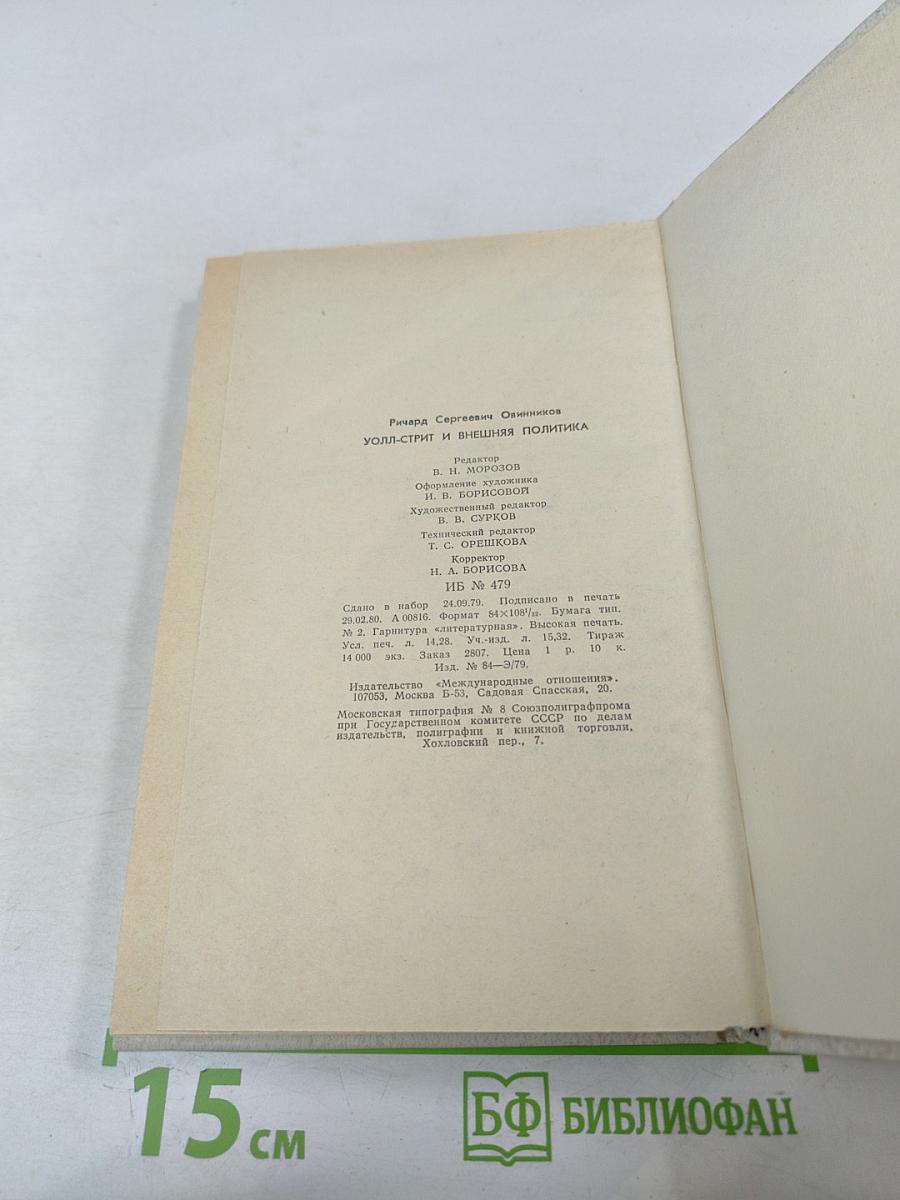 Ричард Сергеевич Овинников
УОЛЛ-СТРИТ И ВНЕШНЯЯ ПОЛИТИКА
Редактор
В. Н. МОРОЗОВ
Оформление художника
И. В. БОРИСОВОЙ
Художественный редактор
В. В. СУРКОВ
Технический редактор
Т. С. ОРЕШКОВА
Корректор
Н. А. БОРИСОВА
ИБ № 479
Сдано в набор 24.09.79. Подписано в печать
29.02.80. А 00816. Формат 84×108¹/₃₂. Бумага тип.
№ 2. Гарнитура «литературная». Высокая печать.
Усл. печ. л. 14,28. Уч.-изд. л. 15,32. Тираж
14 000 экз. Заказ 2807. Цена 1 р. 10 к.
Изд. № 84—Э/79.
Издательство «Международные отношения».
107053, Москва Б-53, Садовая Спасская, 20.
Московская типография № 8 Союзполиграфпрома
при Государственном комитете СССР по делам
издательств, полиграфии и книжной торговли,
Хохловский пер., 7.
15 см
БФ БИБЛИОФАН